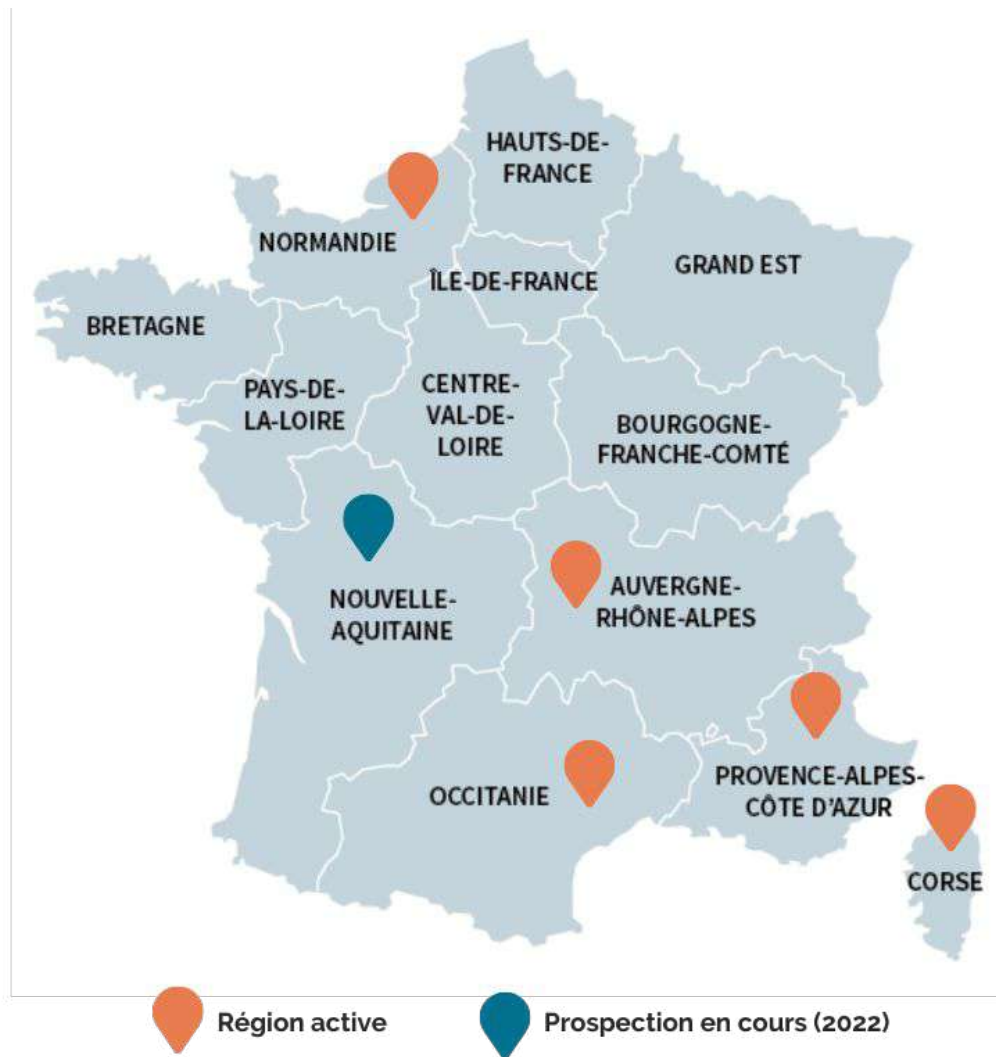 HAUTS-DE-
FRANCE
NORMANDIE
ÎLE-DE-FRANCE
GRAND EST
BRETAGNE
PAYS-DE-
LA-LOIRE
CENTRE-
VAL-DE-
LOIRE
BOURGOGNE-
FRANCHE-COMTÉ
NOUVELLE-
AQUITAINE
AUVERGNE-
RHÔNE-ALPES
OCCITANIE
PROVENCE-ALPES-
CÔTE D'AZUR
CORSE
Région active
Prospection en cours (2022)